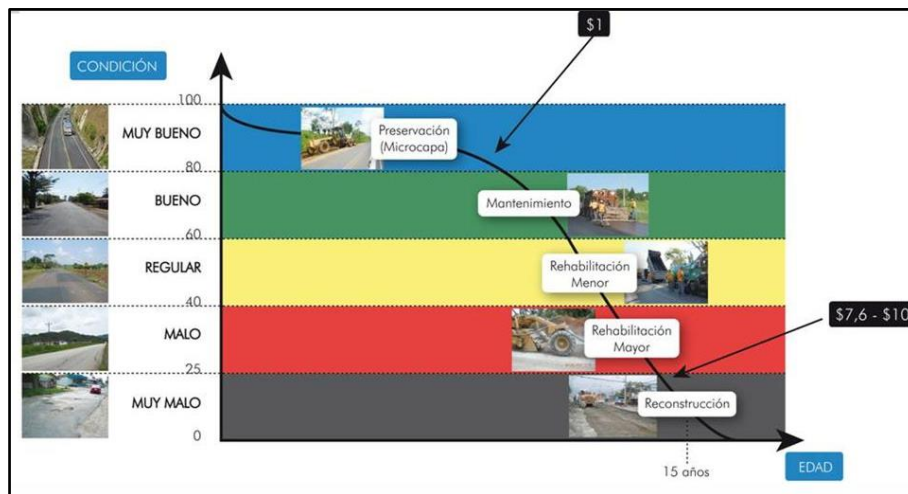 $1
CONDICIÓN
100
MUY BUENO
Preservación
(Microcapa)
80
BUENO
Mantenimiento
60
REGULAR
Rehabilitación
Menor
40
$7,6 - $10
MALO
Rehabilitación
Mayor
25
MUY MALO
Reconstrucción
0
15 años
EDAD